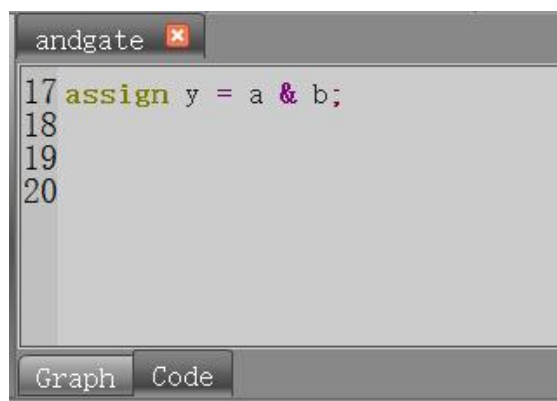 andgate
17 assign y = a & b;
18
19
20
Graph Code